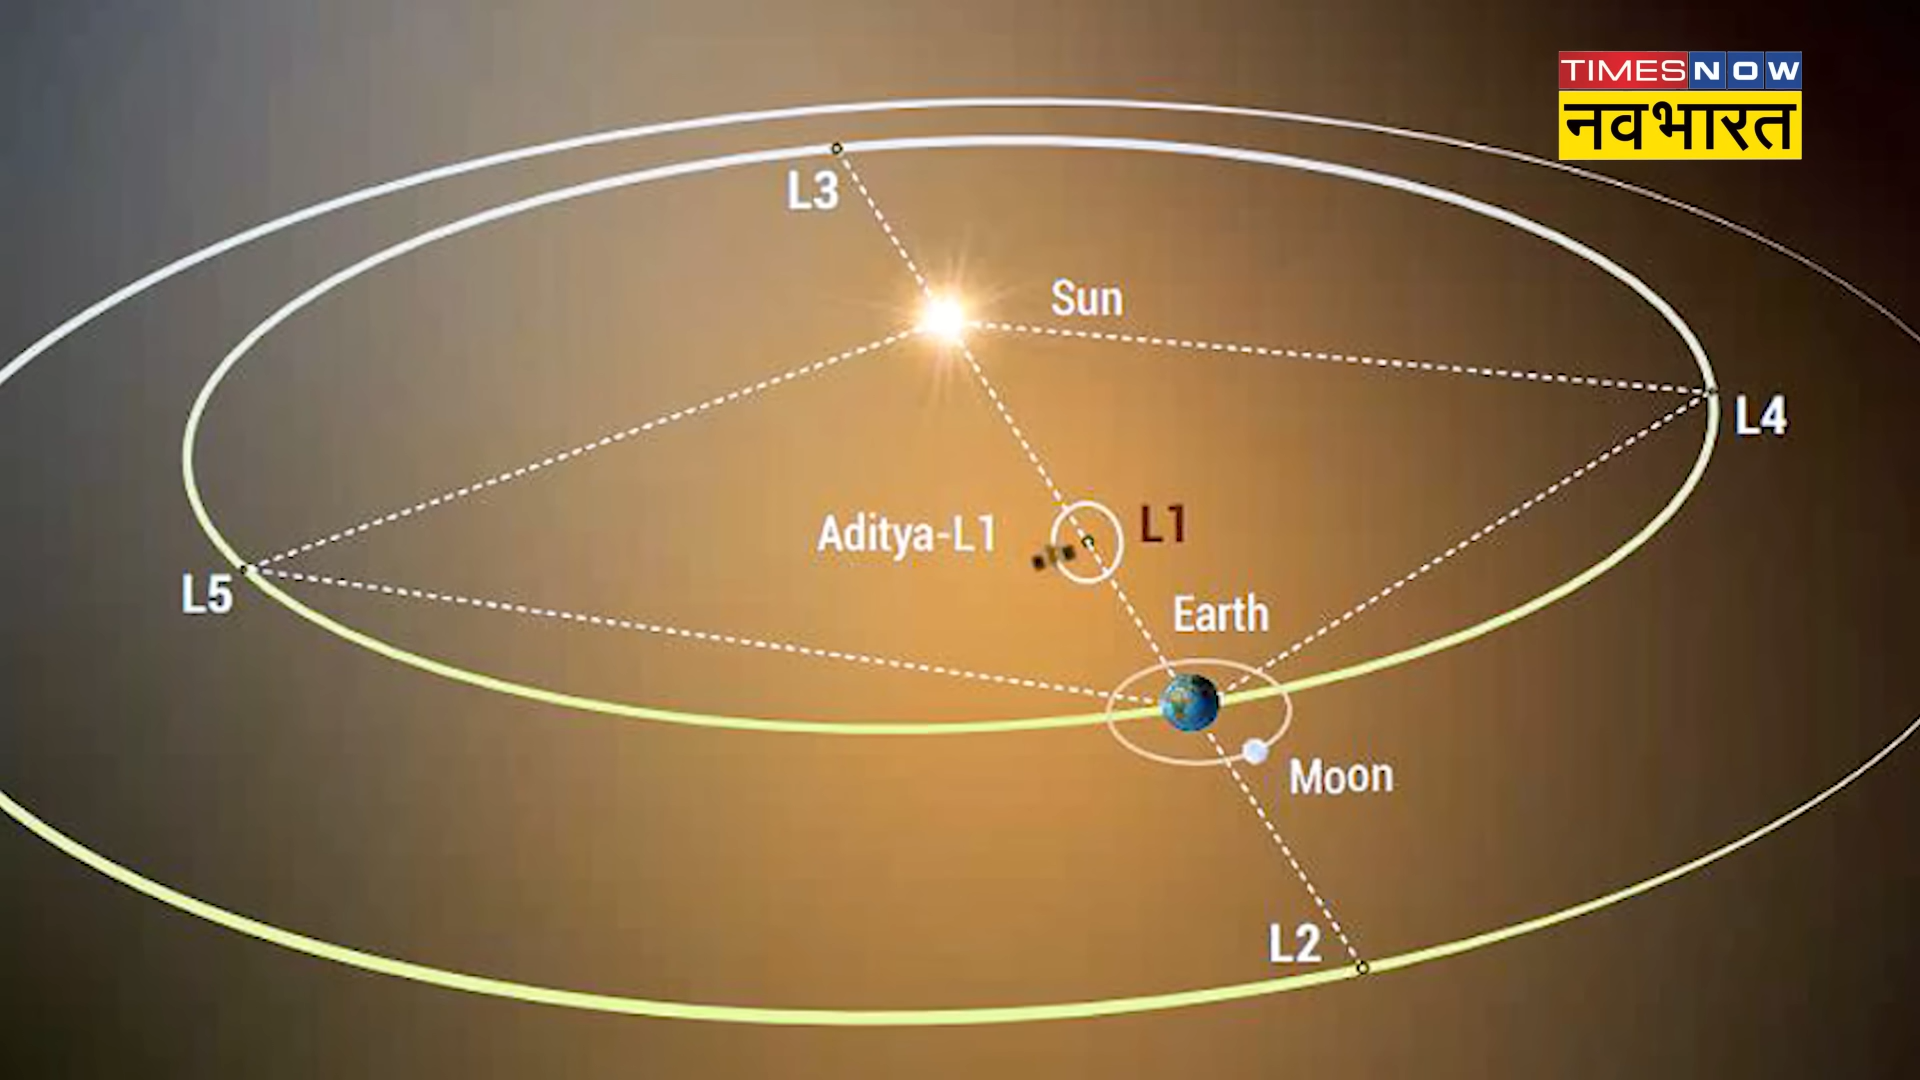 TIMES NOW
नवभारत
L3
Sun
L4
Aditya-L1
L1
L5
Earth
Moon
L2